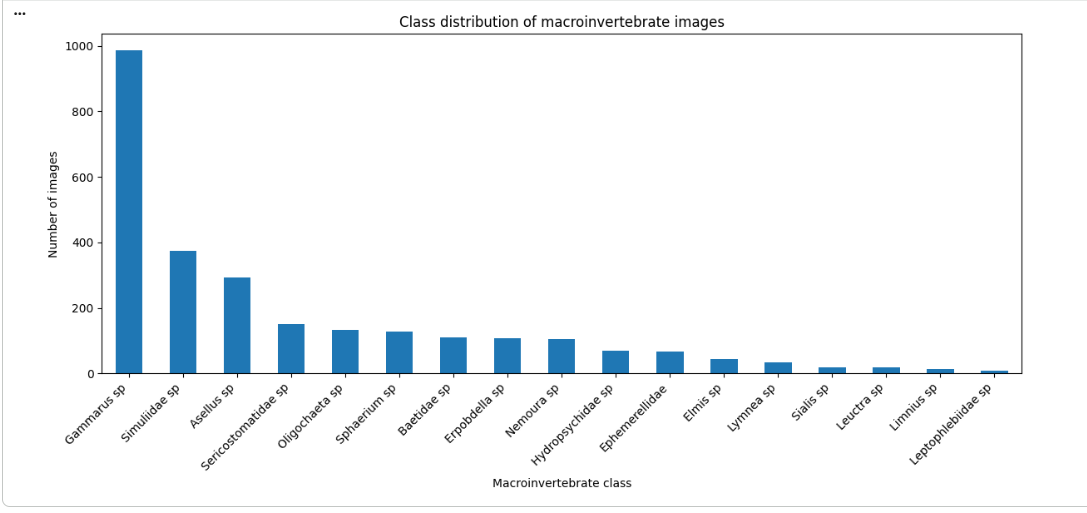 ...
Class distribution of macroinvertebrate images
1000
800
600
400
200
0
Number of images
Gammarus sp
Simuliidae sp
Asellus sp
Sericostomatidae sp
Oligochaeta sp
Sphaerium sp
Baetidae sp
Erpobdella sp
Nemoura sp
Hydropsychidae sp
Ephemerellidae
Elmis sp
Lymnea sp
Sialis sp
Leuctra sp
Limnius sp
Leptophlebiidae sp
Macroinvertebrate class